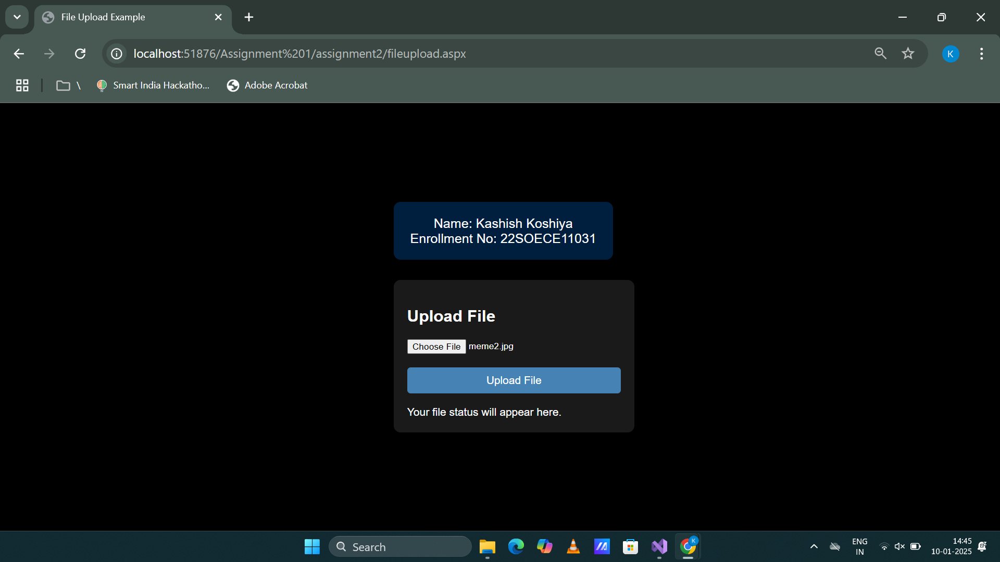 File Upload Example
localhost:51876/Assignment%201/assignment2/fileupload.aspx
K
\
Smart India Hackatho...
Adobe Acrobat
Name: Kashish Koshiya
Enrollment No: 22SOECE11031
Upload File
Choose File meme2.jpg
Upload File
Your file status will appear here.
Search
K
ENG
IN
14:45
10-01-2025